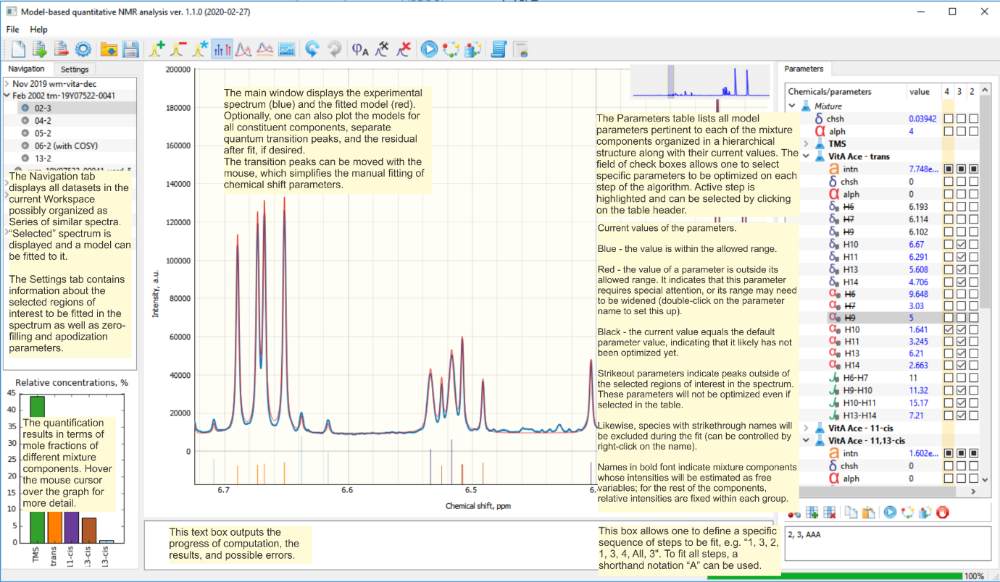 Model-based quantitative NMR analysis ver. 1.1.0 (2020-02-27)
File Help
Navigation Settings
Nov 2019 wm-vita-dec
Feb 2002 tm-19Y07522-0041
02-3
04-2
05-2
06-2 (with COSY)
13-2
The Navigation tab
displays all datasets in the
current Workspace
possibly organized as
Series of similar spectra.
“Selected” spectrum is
displayed and a model can
be fitted to it.
The Settings tab contains
information about the
selected regions of
interest to be fitted in the
spectrum as well as zero-
filling and apodization
parameters.
Relative concentrations, %
45
40
35
30
25
20
15
10
5
0
The quantification
results in terms of
mole fractions of
different mixture
components. Hover
the mouse cursor
over the graph for
more detail.
TMS
trans
11-cis
.3-cis
13-cis
200000
180000
160000
140000
120000
100000
80000
60000
40000
20000
0
Intensity, a.u.
6.7 6.6 6.5
Chemical shift, ppm
The main window displays the experimental
spectrum (blue) and the fitted model (red).
Optionally, one can also plot the models for
all constituent components, separate
quantum transition peaks, and the residual
after fit, if desired.
The transition peaks can be moved with the
mouse, which simplifies the manual fitting of
chemical shift parameters.
The Parameters table lists all model
parameters pertinent to each of the mixture
components organized in a hierarchical
structure along with their current values. The
field of check boxes allows one to select
specific parameters to be optimized on each
step of the algorithm. Active step is
highlighted and can be selected by clicking
on the table header.
Current values of the parameters.
Blue - the value is within the allowed range.
Red - the value of a parameter is outside its
allowed range. It indicates that this parameter
requires special attention, or its range may need
to be widened (double-click on the parameter
name to set this up).
Black - the current value equals the default
parameter value, indicating that it likely has not
been optimized yet.
Strikeout parameters indicate peaks outside of
the selected regions of interest in the spectrum.
These parameters will not be optimized even if
selected in the table.
Likewise, species with strikethrough names will
be excluded during the fit (can be controlled by
right-click on the name).
Names in bold font indicate mixture components
whose intensities will be estimated as free
variables; for the rest of the components,
relative intensities are fixed within each group.
This text box outputs the
progress of computation, the
results, and possible errors.
This box allows one to define a specific
sequence of steps to be fit, e.g. “1, 3, 2,
1, 3, 4, All, 3". To fit all steps, a
shorthand notation “A” can be used.
Parameters
Chemicals/parameters value 4 3 2
Mixture
δ chsh 0.03942
α alph 4
TMS
VitA Ace - trans
a intn 7.748e...
δ chsh 0
α alph 0
δ H6 6.193
δ H7 6.114
δ H9 6.102
δ H10 6.67
δ H11 6.291
δ H13 5.608
δ H14 4.706
α H6 9.648
α H7 3.03
α H9 5
α H10 1.641
α H11 3.245
α H13 6.21
α H14 2.663
J H6-H7 11
J H9-H10 11.32
J H10-H11 15.17
J H13-H14 7.21
VitA Ace - 11-cis
VitA Ace - 11,13-cis
a intn 1.602e...
δ chsh 0
α alph 0
2, 3, AAA
100%